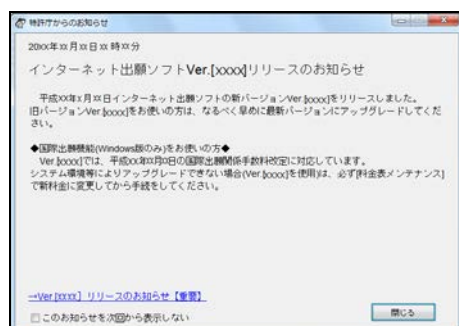 特許庁からのお知らせ
20xx年xx月xx日xx時xx分
インターネット出願ソフトVer.[xxxx]リリースのお知らせ
平成xx年x月xx日インターネット出願ソフトの新バージョンVer.[xxxx]をリリースしました。
旧バージョンVer.[xxxx]をお使いの方は、なるべく早めに最新バージョンにアップグレードしてくだ
さい。
◆国際出願機能(Windows版のみ)をお使いの方◆
Ver.[xxxx]では、平成xx年xx月xx日の国際出願関係手数料改定に対応しています。
システム環境等によりアップグレードできない場合(Ver.[xxxx]を使用)は、必ず[料金表メンテナンス]
で新料金に変更してから手続をしてください。
→Ver.[xxxx] リリースのお知らせ【重要】
このお知らせを次回から表示しない
閉じる